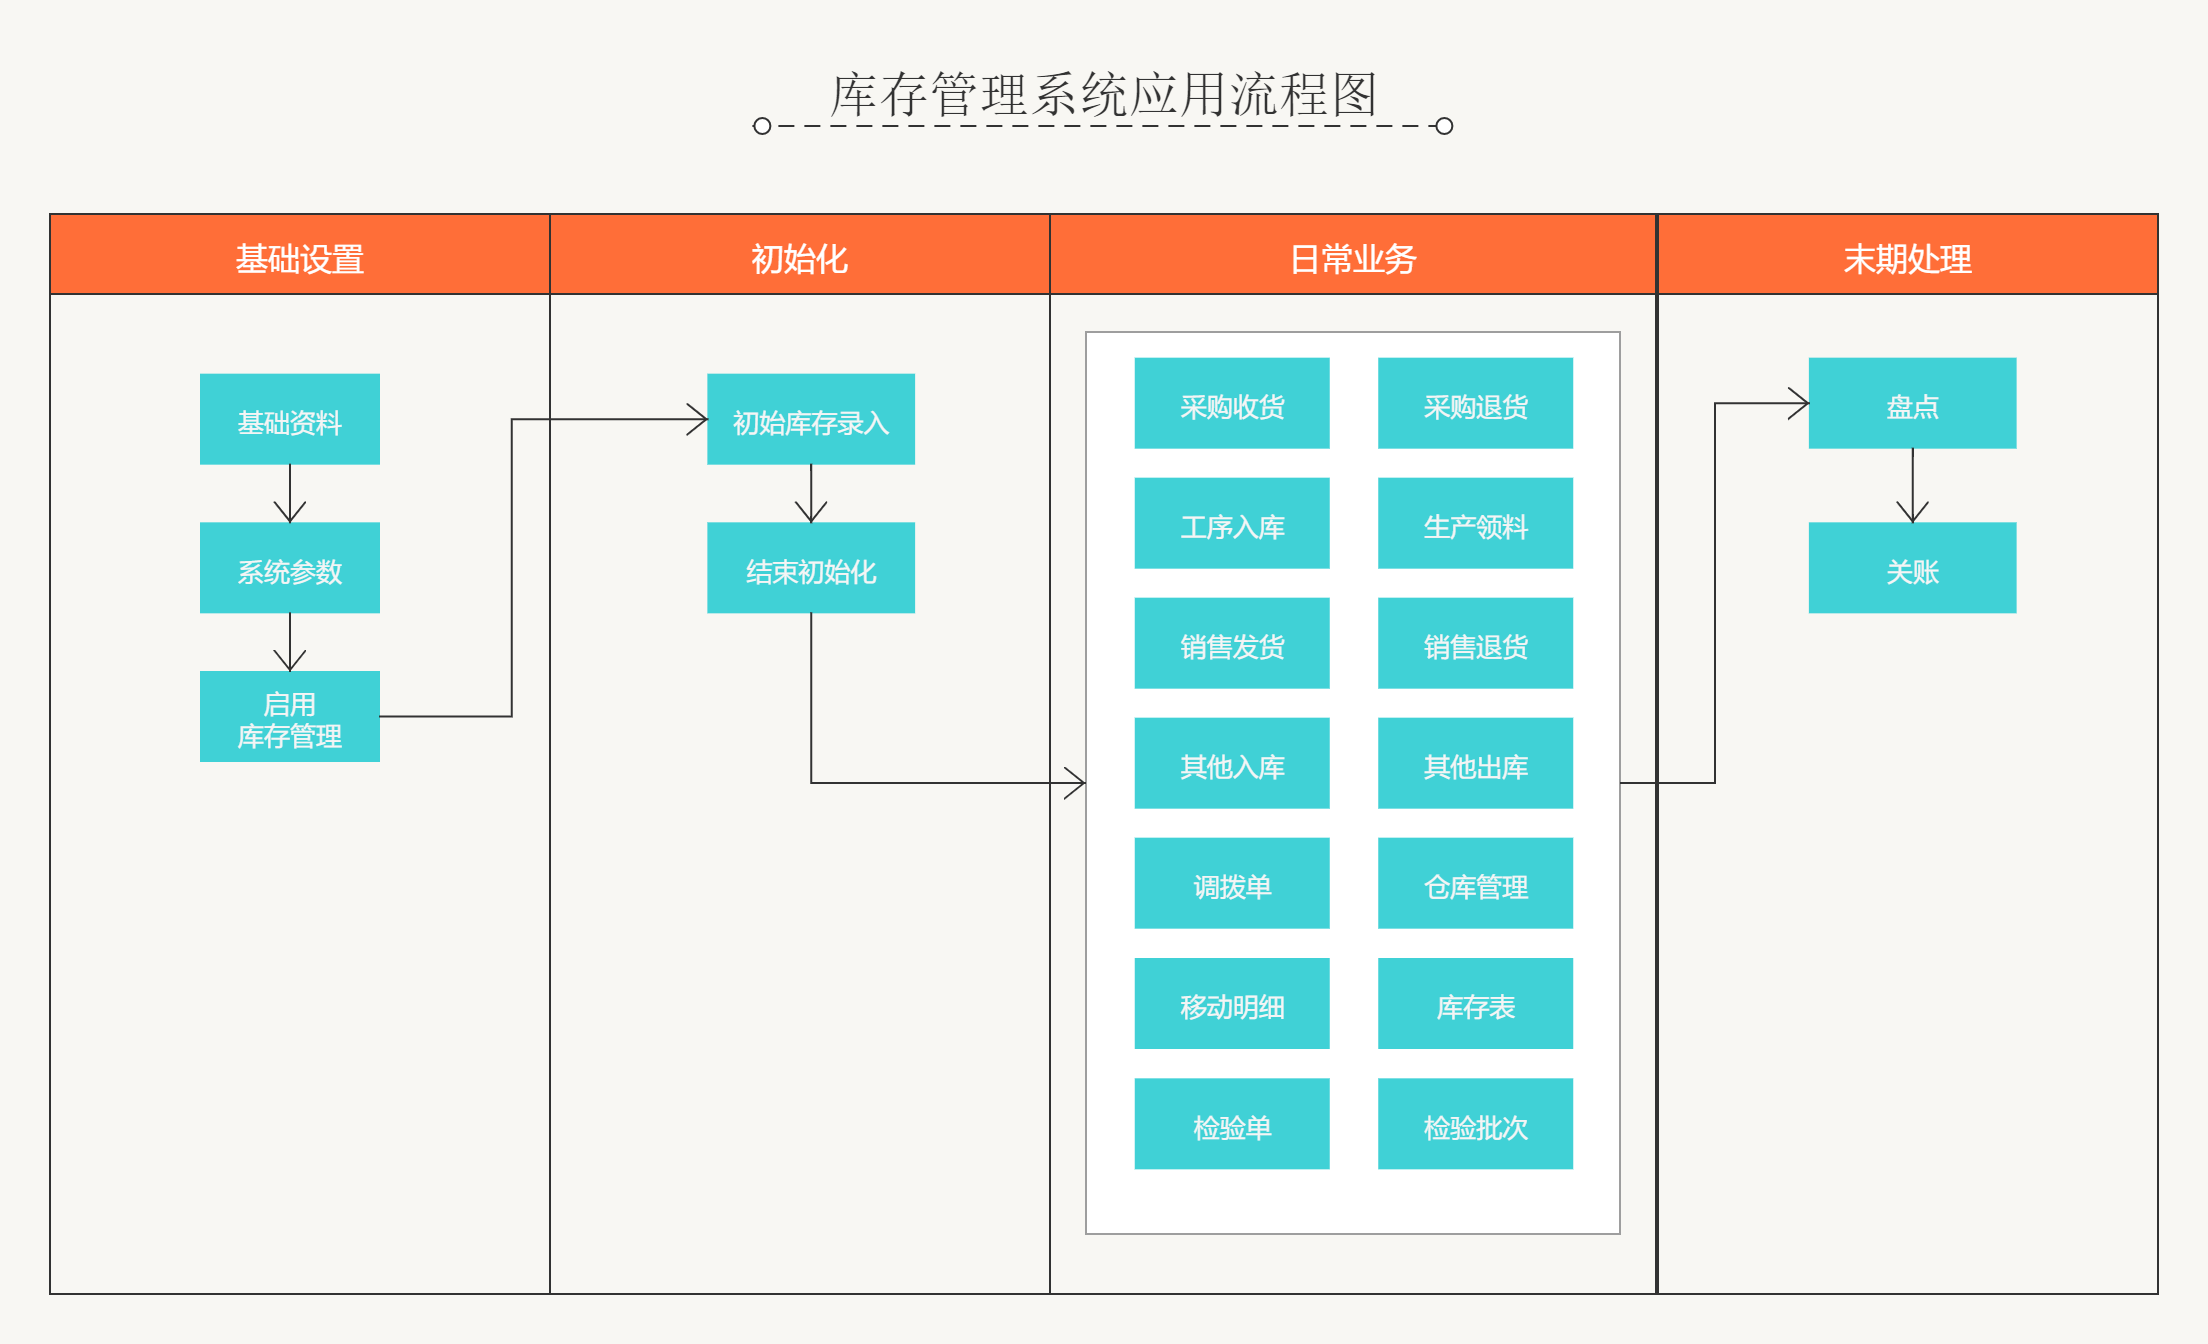 库存管理系统应用流程图
基础设置
初始化
日常业务
末期处理
基础资料
系统参数
启用
库存管理
初始库存录入
结束初始化
采购收货
采购退货
工序入库
生产领料
销售发货
销售退货
其他入库
其他出库
调拨单
仓库管理
移动明细
库存表
检验单
检验批次
盘点
关账